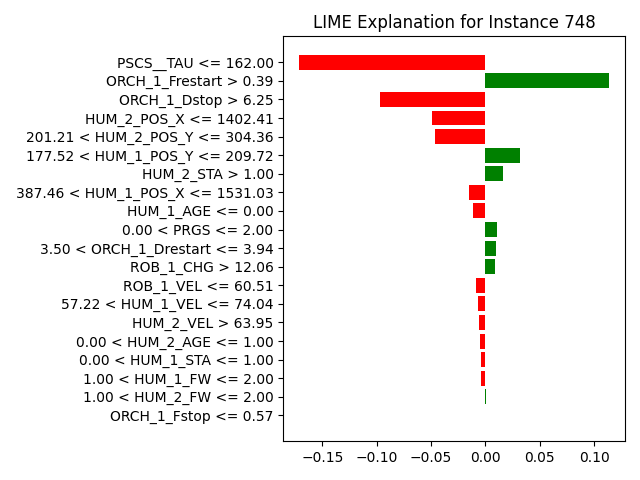 LIME Explanation for Instance 748
PSCS__TAU <= 162.00
ORCH_1_Frestart > 0.39
ORCH_1_Dstop > 6.25
HUM_2_POS_X <= 1402.41
201.21 < HUM_2_POS_Y <= 304.36
177.52 < HUM_1_POS_Y <= 209.72
HUM_2_STA > 1.00
387.46 < HUM_1_POS_X <= 1531.03
HUM_1_AGE <= 0.00
0.00 < PRGS <= 2.00
3.50 < ORCH_1_Drestart <= 3.94
ROB_1_CHG > 12.06
ROB_1_VEL <= 60.51
57.22 < HUM_1_VEL <= 74.04
HUM_2_VEL > 63.95
0.00 < HUM_2_AGE <= 1.00
0.00 < HUM_1_STA <= 1.00
1.00 < HUM_1_FW <= 2.00
1.00 < HUM_2_FW <= 2.00
ORCH_1_Fstop <= 0.57
−0.15 −0.10 −0.05 0.00 0.05 0.10